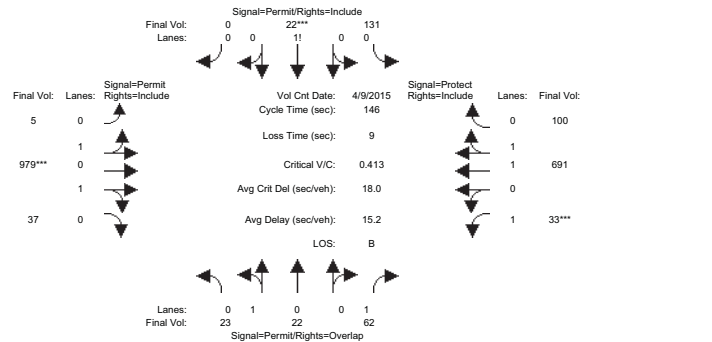 Signal=Permit/Rights=Include
Final Vol: 0 22*** 131
Lanes: 0 0 1! 0 0
Signal=Permit
Final Vol: Lanes: Rights=Include
Vol Cnt Date: 4/9/2015
Signal=Protect
Rights=Include Lanes: Final Vol:
Cycle Time (sec): 146
5 0
0 100
Loss Time (sec): 9
1
1
979*** 0
Critical V/C: 0.413
1 691
1
Avg Crit Del (sec/veh): 18.0
0
37 0
Avg Delay (sec/veh): 15.2
1 33***
LOS: B
Lanes: 0 1 0 0 1
Final Vol: 23 22 62
Signal=Permit/Rights=Overlap